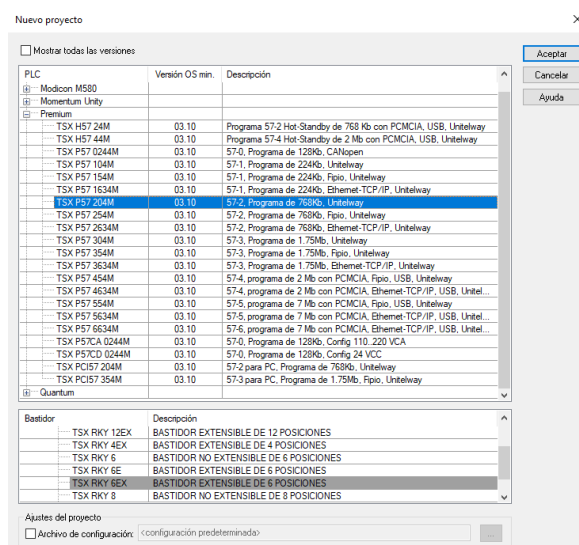 Nuevo proyecto
Mostrar todas las versiones
Aceptar
Cancelar
Ayuda
PLC Versión OS min. Descripción
Modicon M580
Momentum Unity
Premium
TSX H57 24M 03.10 Programa 57-2 Hot-Standby de 768 Kb con PCMCIA, USB, Unitelway
TSX H57 44M 03.10 Programa 57-4 Hot-Standby de 2 Mb con PCMCIA, USB, Unitelway
TSX P57 0244M 03.10 57-0, Programa de 128Kb, CANopen
TSX P57 104M 03.10 57-1, Programa de 224Kb, Unitelway
TSX P57 154M 03.10 57-1, Programa de 224Kb, Fipio, Unitelway
TSX P57 1634M 03.10 57-1, Programa de 224Kb, Ethernet-TCP/IP, Unitelway
TSX P57 204M 03.10 57-2, Programa de 768Kb, Unitelway
TSX P57 254M 03.10 57-2, Programa de 768Kb, Fipio, Unitelway
TSX P57 2634M 03.10 57-2, Programa de 768Kb, Ethernet-TCP/IP, Unitelway
TSX P57 304M 03.10 57-3, Programa de 1.75Mb, Unitelway
TSX P57 354M 03.10 57-3, Programa de 1.75Mb, Fipio, Unitelway
TSX P57 3634M 03.10 57-3, Programa de 1.75Mb, Ethernet-TCP/IP, Unitelway
TSX P57 454M 03.10 57-4, programa de 2 Mb con PCMCIA, Fipio, USB, Unitelway
TSX P57 4634M 03.10 57-4, programa de 2 Mb con PCMCIA, Ethernet-TCP/IP, USB, Unitel...
TSX P57 554M 03.10 57-5, programa de 7 Mb con PCMCIA, Fipio, USB, Unitelway
TSX P57 5634M 03.10 57-5, programa de 7 Mb con PCMCIA, Ethernet-TCP/IP, USB, Unitel...
TSX P57 6634M 03.10 57-6, programa de 7 Mb con PCMCIA, Ethernet-TCP/IP, USB, Unitel...
TSX P57CA 0244M 03.10 57-0, Programa de 128Kb, Config 110..220 VCA
TSX P57CD 0244M 03.10 57-0, Programa de 128Kb, Config 24 VCC
TSX PCI57 204M 03.10 57-2 para PC, Programa de 768Kb, Unitelway
TSX PCI57 354M 03.10 57-3 para PC, Programa de 1.75Mb, Fipio, Unitelway
Quantum
Bastidor Descripción
TSX RKY 12EX BASTIDOR EXTENSIBLE DE 12 POSICIONES
TSX RKY 4EX BASTIDOR EXTENSIBLE DE 4 POSICIONES
TSX RKY 6 BASTIDOR NO EXTENSIBLE DE 6 POSICIONES
TSX RKY 6E BASTIDOR EXTENSIBLE DE 6 POSICIONES
TSX RKY 6EX BASTIDOR EXTENSIBLE DE 6 POSICIONES
TSX RKY 8 BASTIDOR NO EXTENSIBLE DE 8 POSICIONES
Ajustes del proyecto
Archivo de configuración: <configuración predeterminada> ...